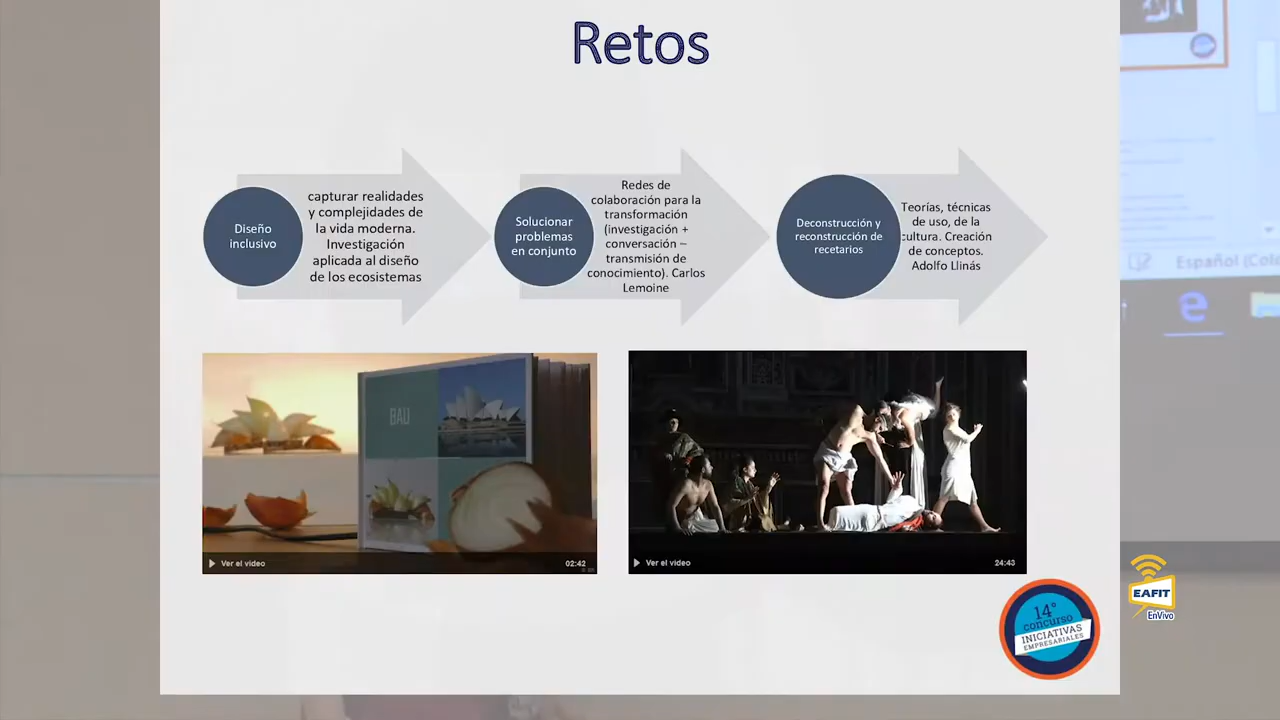 Retos
Diseño
inclusivo
capturar realidades
y complejidades de
la vida moderna.
Investigación
aplicada al diseño
de los ecosistemas
Solucionar
problemas
en conjunto
Redes de
colaboración para la
transformación
(investigación +
conversación –
transmisión de
conocimiento). Carlos
Lemoine
Deconstrucción y
reconstrucción de
recetarios
Teorías, técnicas
de uso, de la
cultura. Creación
de conceptos.
Adolfo Llinás
BAU
Ver el video
02:42
Ver el video
24:43
14°
concurso
INICIATIVAS
EMPRESARIALES
EAFIT
EnVivo
Español (Col